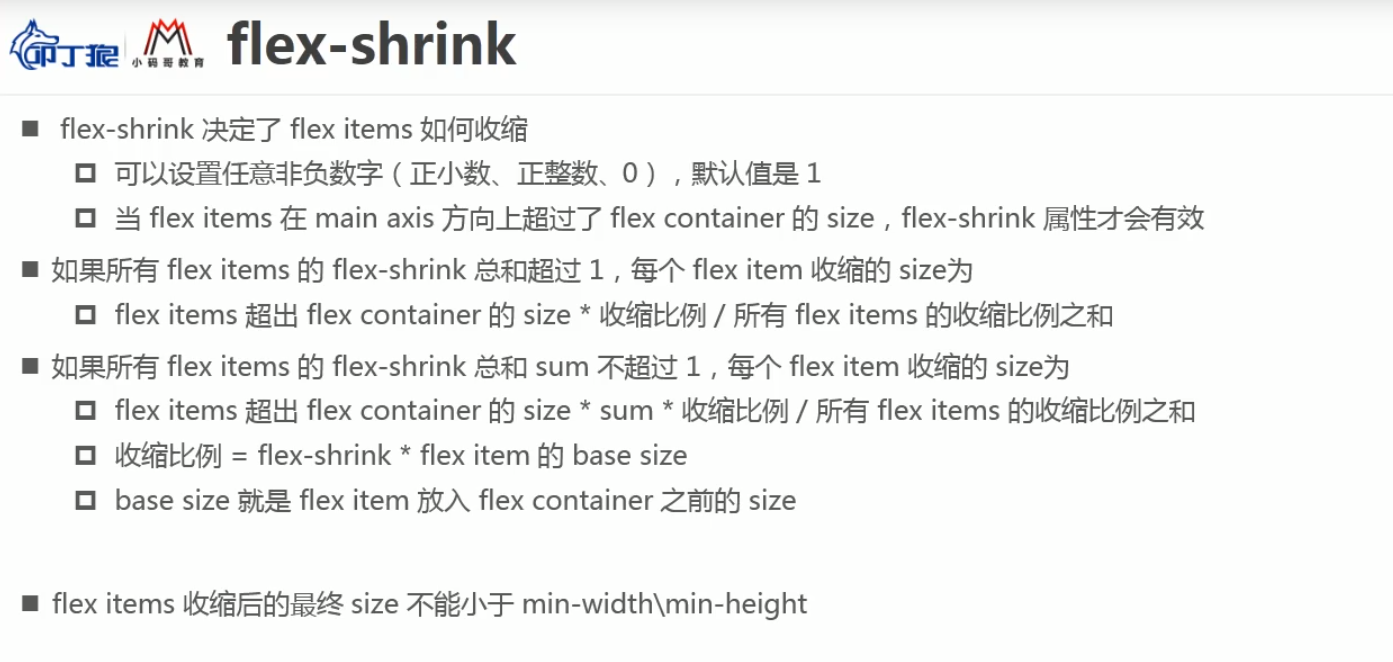 叩丁狼 小码哥教育 flex-shrink
■ flex-shrink 决定了 flex items 如何收缩
可以设置任意非负数字（正小数、正整数、0），默认值是 1
当 flex items 在 main axis 方向上超过了 flex container 的 size，flex-shrink 属性才会有效
■ 如果所有 flex items 的 flex-shrink 总和超过 1，每个 flex item 收缩的 size为
flex items 超出 flex container 的 size * 收缩比例 / 所有 flex items 的收缩比例之和
■ 如果所有 flex items 的 flex-shrink 总和 sum 不超过 1，每个 flex item 收缩的 size为
flex items 超出 flex container 的 size * sum * 收缩比例 / 所有 flex items 的收缩比例之和
收缩比例 = flex-shrink * flex item 的 base size
base size 就是 flex item 放入 flex container 之前的 size
■ flex items 收缩后的最终 size 不能小于 min-width\min-height